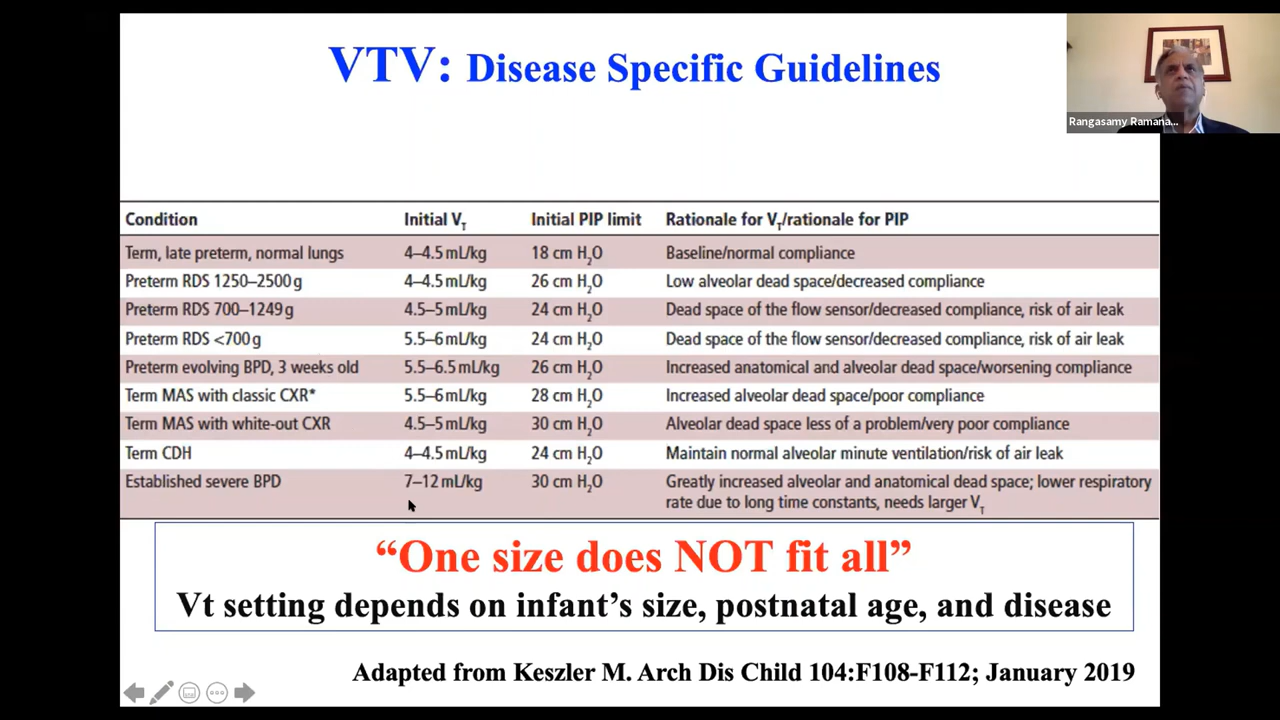 VTV: Disease Specific Guidelines
Rangasamy Ramana...
Condition Initial VT Initial PIP limit Rationale for VT/rationale for PIP
Term, late preterm, normal lungs 4–4.5 mL/kg 18 cm H2O Baseline/normal compliance
Preterm RDS 1250–2500 g 4–4.5 mL/kg 26 cm H2O Low alveolar dead space/decreased compliance
Preterm RDS 700–1249 g 4.5–5 mL/kg 24 cm H2O Dead space of the flow sensor/decreased compliance, risk of air leak
Preterm RDS <700 g 5.5–6 mL/kg 24 cm H2O Dead space of the flow sensor/decreased compliance, risk of air leak
Preterm evolving BPD, 3 weeks old 5.5–6.5 mL/kg 26 cm H2O Increased anatomical and alveolar dead space/worsening compliance
Term MAS with classic CXR* 5.5–6 mL/kg 28 cm H2O Increased alveolar dead space/poor compliance
Term MAS with white-out CXR 4.5–5 mL/kg 30 cm H2O Alveolar dead space less of a problem/very poor compliance
Term CDH 4–4.5 mL/kg 24 cm H2O Maintain normal alveolar minute ventilation/risk of air leak
Established severe BPD 7–12 mL/kg 30 cm H2O Greatly increased alveolar and anatomical dead space; lower respiratory
rate due to long time constants, needs larger VT
“One size does NOT fit all”
Vt setting depends on infant’s size, postnatal age, and disease
Adapted from Keszler M. Arch Dis Child 104:F108-F112; January 2019